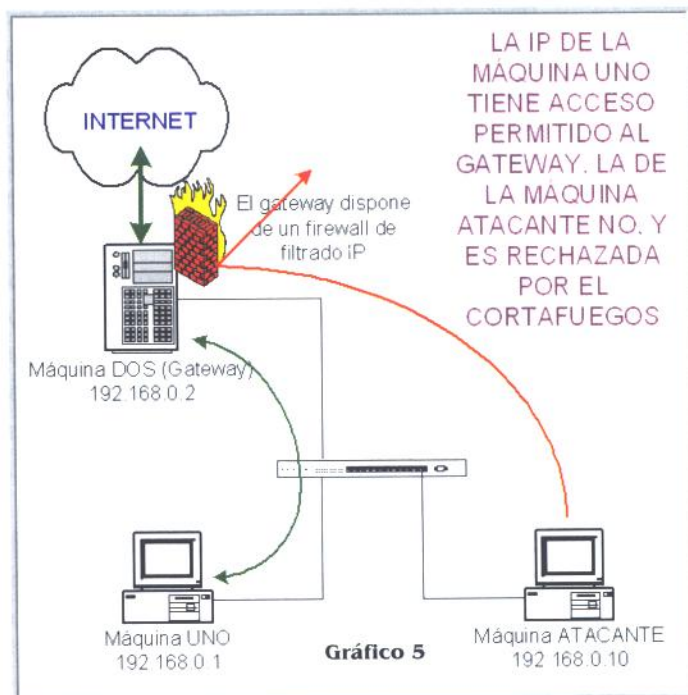 LA IP DE LA
MÁQUINA UNO
TIENE ACCESO
PERMITIDO AL
GATEWAY. LA DE
LA MÁQUINA
ATACANTE NO. Y
ES RECHAZADA
POR EL
CORTAFUEGOS
INTERNET
El gateway dispone
de un firewall de
filtrado IP
Máquina DOS (Gateway)
192.168.0.2
Máquina UNO
192.168.0.1
Gráfico 5
Máquina ATACANTE
192.168.0.10